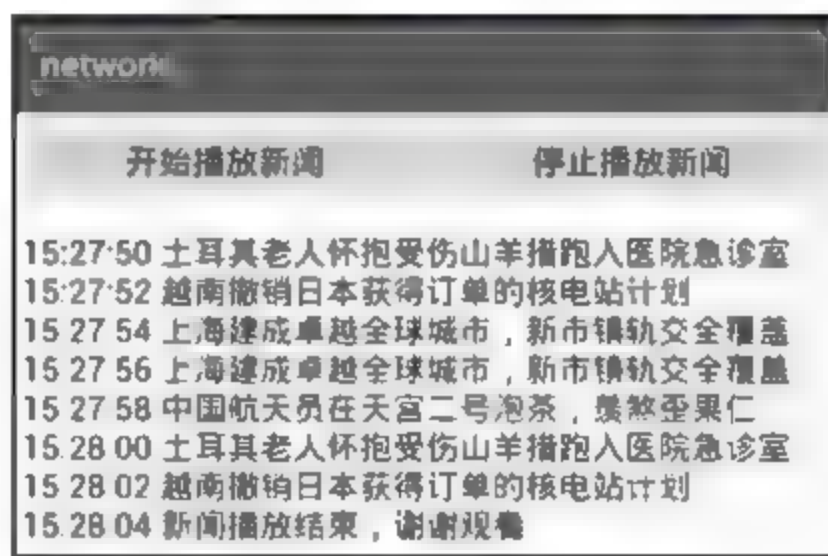 network
开始播放新闻 停止播放新闻
15:27:50 土耳其老人怀抱受伤山羊错跑入医院急诊室
15:27:52 越南撤销日本获得订单的核电站计划
15:27:54 上海建成卓越全球城市，新市镇轨交全覆盖
15:27:56 上海建成卓越全球城市，新市镇轨交全覆盖
15:27:58 中国航天员在天宫二号泡茶，羡煞歪果仁
15:28:00 土耳其老人怀抱受伤山羊错跑入医院急诊室
15:28:02 越南撤销日本获得订单的核电站计划
15:28:04 新闻播放结束，谢谢观看